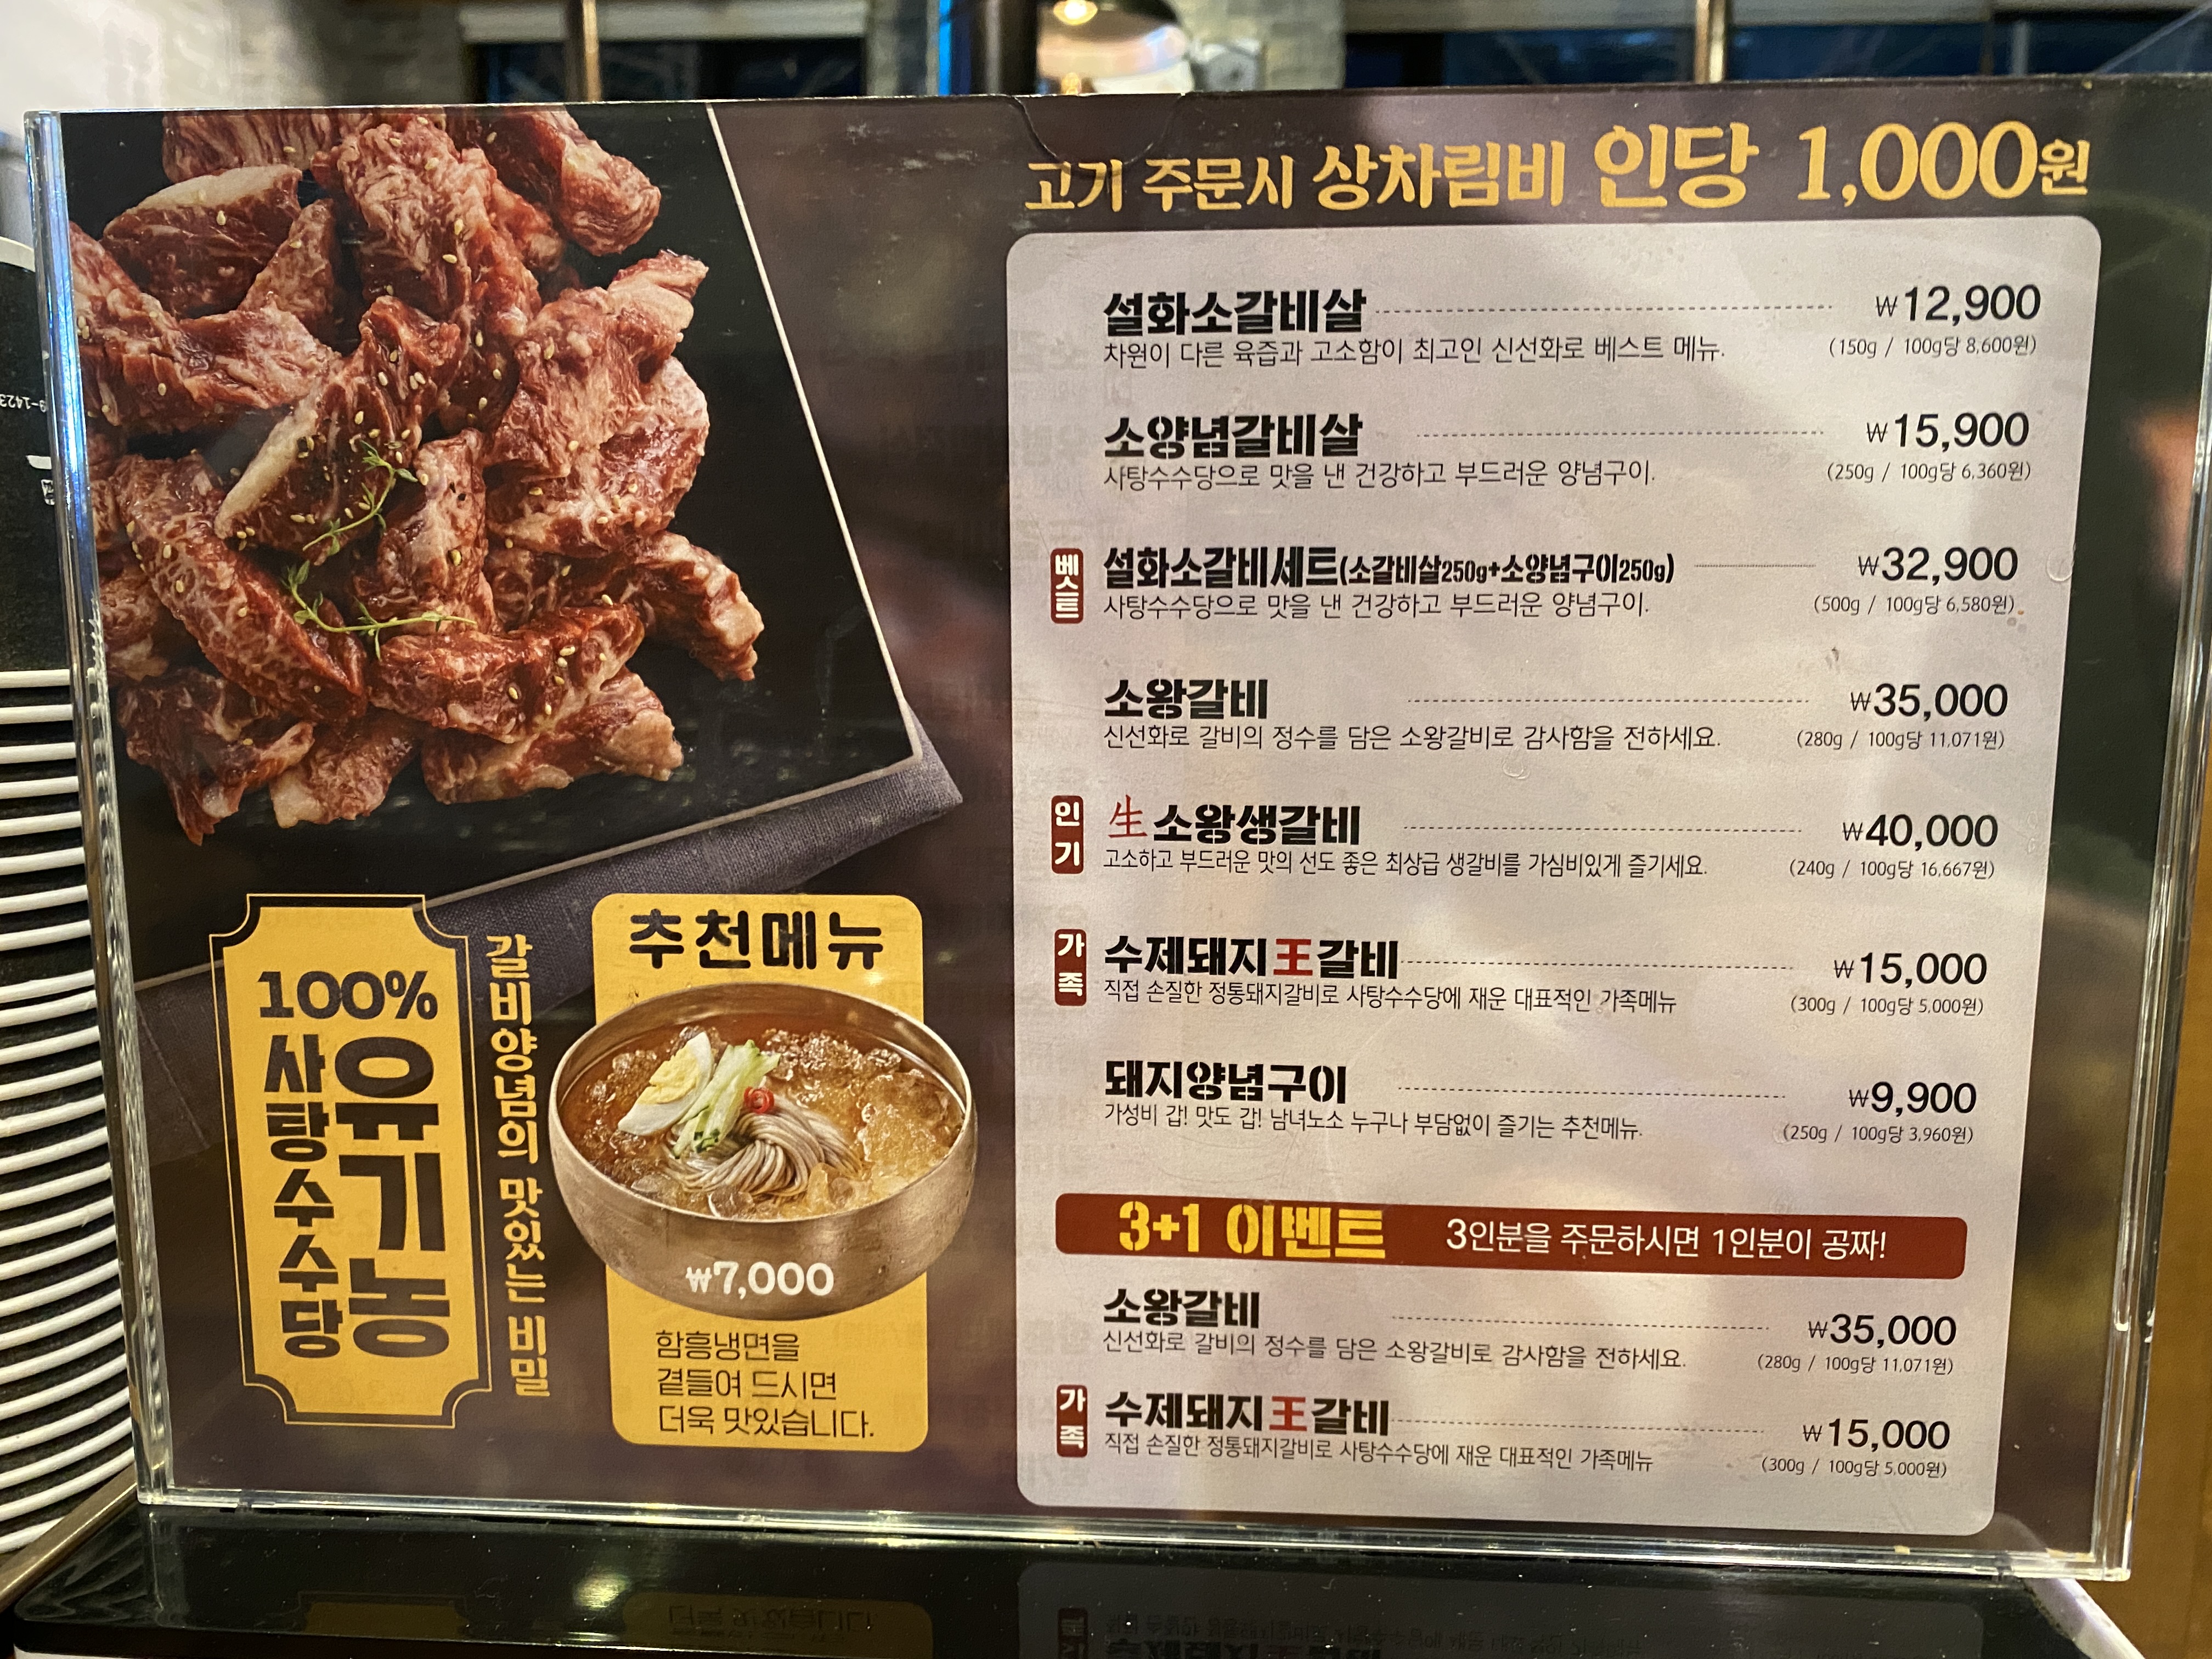 고기 주문시 상차림비 인당 1,000원
설화소갈비살 ₩12,900
차원이 다른 육즙과 고소함이 최고인 신선화로 베스트 메뉴. (150g / 100g당 8,600원)
소양념갈비살 ₩15,900
사탕수수당으로 맛을 낸 건강하고 부드러운 양념구이. (250g / 100g당 6,360원)
베스트 설화소갈비세트(소갈비살250g+소양념구이250g) ₩32,900
사탕수수당으로 맛을 낸 건강하고 부드러운 양념구이. (500g / 100g당 6,580원)
소왕갈비 ₩35,000
신선화로 갈비의 정수를 담은 소왕갈비로 감사함을 전하세요. (280g / 100g당 11,071원)
인기 生소왕생갈비 ₩40,000
고소하고 부드러운 맛의 선도 좋은 최상급 생갈비를 가심비있게 즐기세요. (240g / 100g당 16,667원)
가족 수제돼지王갈비 ₩15,000
직접 손질한 정통돼지갈비로 사탕수수당에 재운 대표적인 가족메뉴 (300g / 100g당 5,000원)
돼지양념구이 ₩9,900
가성비 갑! 맛도 갑! 남녀노소 누구나 부담없이 즐기는 추천메뉴. (250g / 100g당 3,960원)
3+1 이벤트 3인분을 주문하시면 1인분이 공짜!
소왕갈비 ₩35,000
신선화로 갈비의 정수를 담은 소왕갈비로 감사함을 전하세요. (280g / 100g당 11,071원)
가족 수제돼지王갈비 ₩15,000
직접 손질한 정통돼지갈비로 사탕수수당에 재운 대표적인 가족메뉴 (300g / 100g당 5,000원)
100%
유기농
사탕수수당
갈비양념의 맛있는 비밀
추천메뉴
₩7,000
함흥냉면을
곁들여 드시면
더욱 맛있습니다.